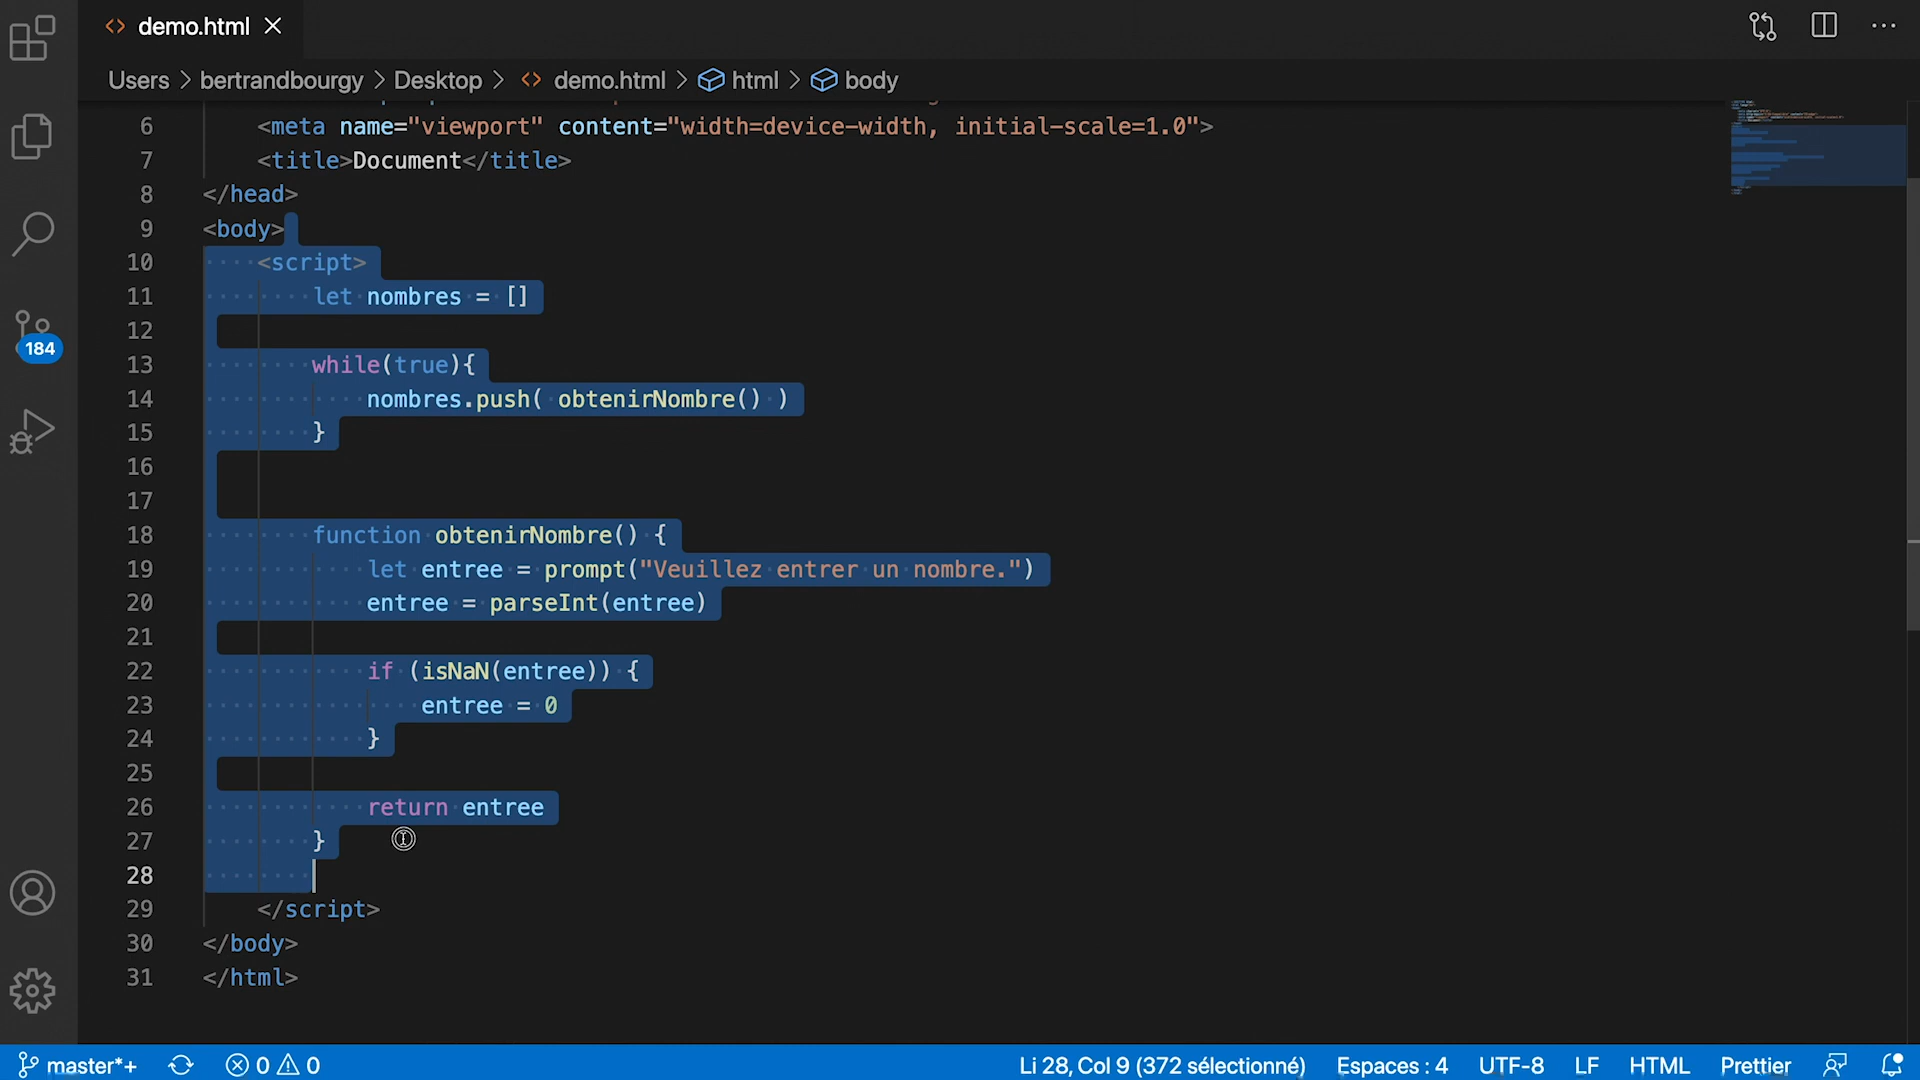 demo.html
Users > bertrandbourgy > Desktop > demo.html > html > body
6 <meta name="viewport" content="width=device-width, initial-scale=1.0">
7 <title>Document</title>
8 </head>
9 <body>
10 <script>
11 let nombres = []
12
13 while(true){
14 nombres.push( obtenirNombre() )
15 }
16
17
18 function obtenirNombre() {
19 let entree = prompt("Veuillez entrer un nombre.")
20 entree = parseInt(entree)
21
22 if (isNaN(entree)) {
23 entree = 0
24 }
25
26 return entree
27 }
28
29 </script>
30 </body>
31 </html>
184
master*+ 0 0 Li 28, Col 9 (372 sélectionné) Espaces : 4 UTF-8 LF HTML Prettier